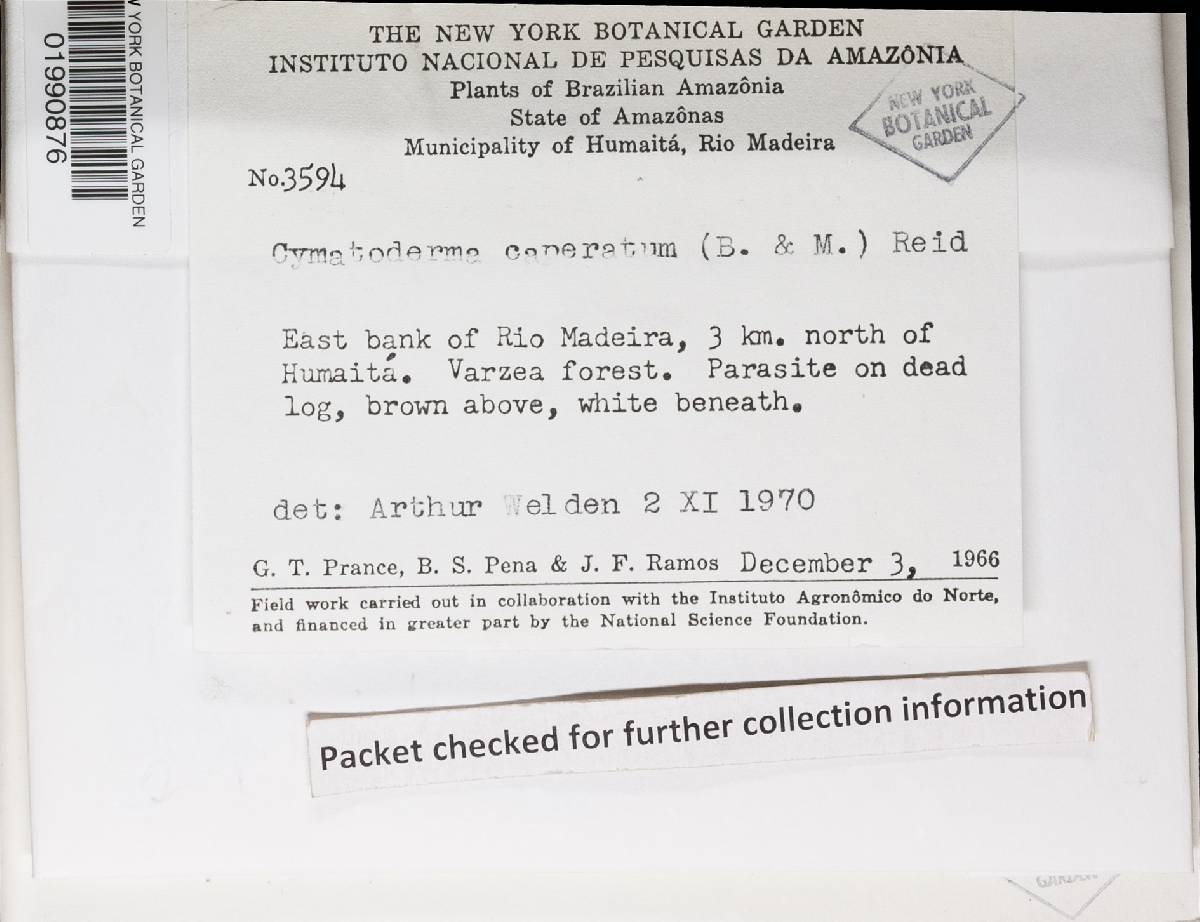 NEW YORK BOTANICAL GARDEN
01990876
THE NEW YORK BOTANICAL GARDEN
INSTITUTO NACIONAL DE PESQUISAS DA AMAZÔNIA
Plants of Brazilian Amazônia
State of Amazônas
Municipality of Humaitá, Rio Madeira
NEW YORK
BOTANICAL
GARDEN
No.3594
Cymatoderma caperatum (B. & M.) Reid
East bank of Rio Madeira, 3 km. north of
Humaitá. Varzea forest. Parasite on dead
log, brown above, white beneath.
det: Arthur Welden 2 XI 1970
G. T. Prance, B. S. Pena & J. F. Ramos December 3, 1966
Field work carried out in collaboration with the Instituto Agronômico do Norte,
and financed in greater part by the National Science Foundation.
Packet checked for further collection information
GARDEN